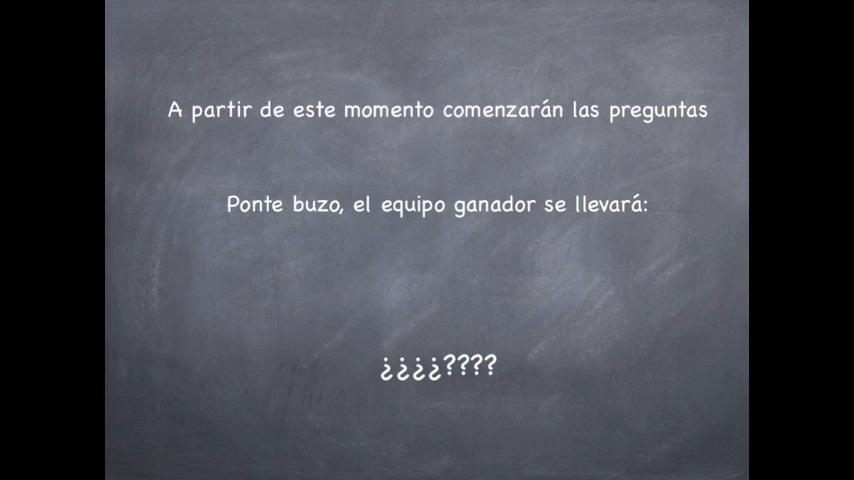 A partir de este momento comenzarán las preguntas
Ponte buzo, el equipo ganador se llevará:
¿¿¿¿????